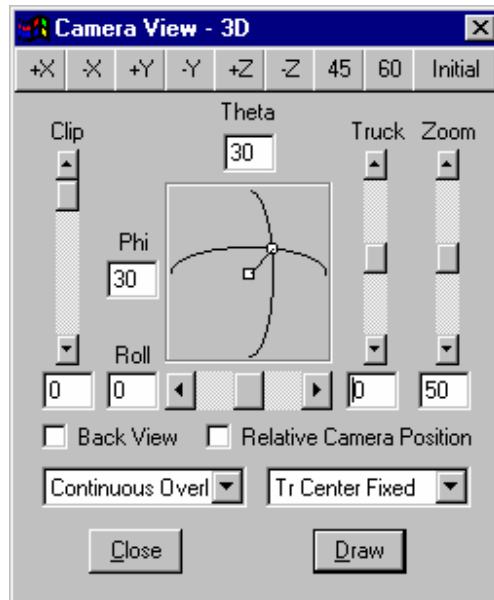 Camera View - 3D
+X -X +Y -Y +Z -Z 45 60 Initial
Theta
Clip Truck Zoom
30
Phi
30
Roll
0 0 0 50
Back View Relative Camera Position
Continuous Overl Tr Center Fixed
Close Draw